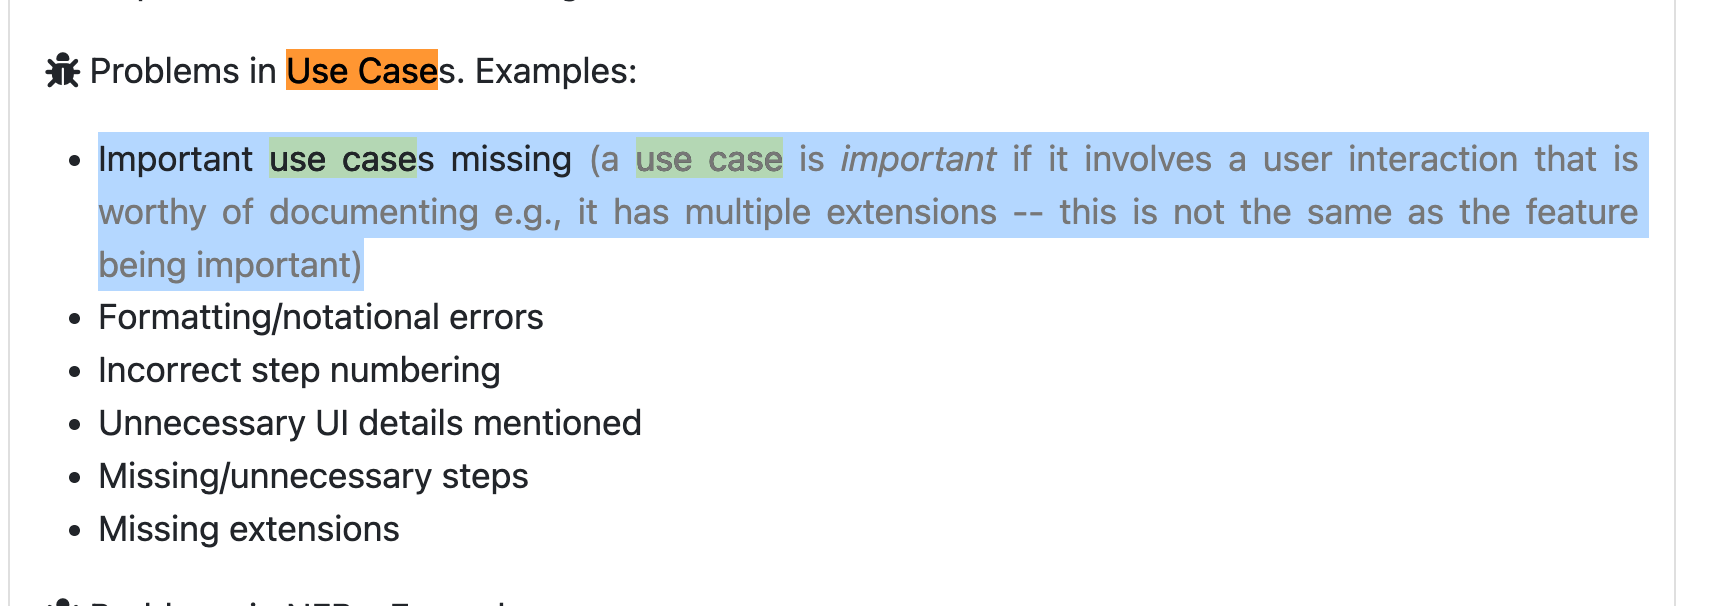 Problems in Use Cases. Examples:
Important use cases missing (a use case is important if it involves a user interaction that is
worthy of documenting e.g., it has multiple extensions -- this is not the same as the feature
being important)
Formatting/notational errors
Incorrect step numbering
Unnecessary UI details mentioned
Missing/unnecessary steps
Missing extensions